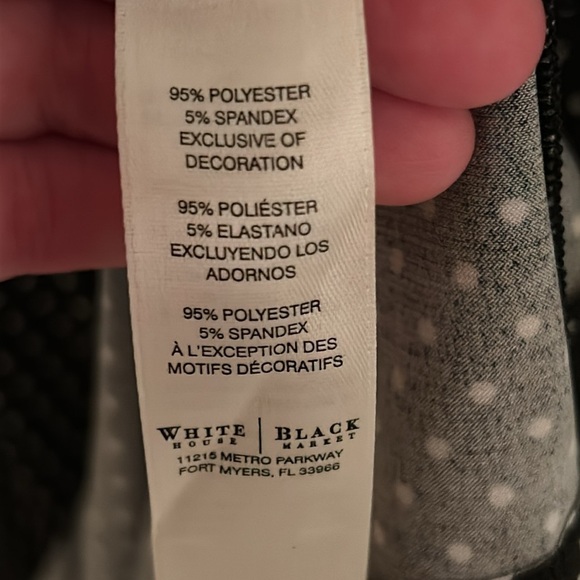 95% POLYESTER
5% SPANDEX
EXCLUSIVE OF
DECORATION
95% POLIÉSTER
5% ELASTANO
EXCLUYENDO LOS
ADORNOS
95% POLYESTER
5% SPANDEX
À L'EXCEPTION DES
MOTIFS DÉCORATIFS
WHITE | BLACK
HOUSE MARKET
11215 METRO PARKWAY
FORT MYERS, FL 33966